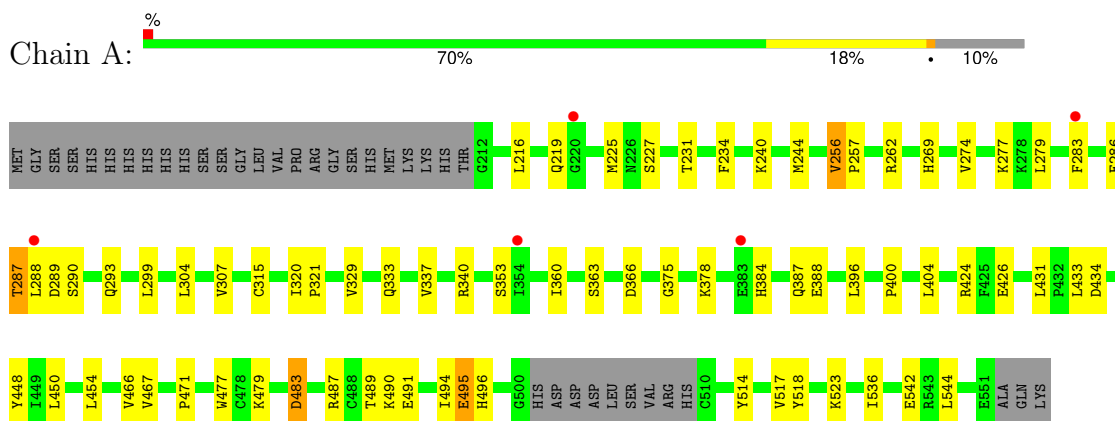 %
Chain A:
70% 18% • 10%
MET GLY SER SER HIS HIS HIS HIS HIS HIS SER SER GLY LEU VAL PRO ARG GLY SER HIS MET LYS LYS HIS THR G212 L216 Q219 G220 M225 N226 S227 T231 F234 K240 M244 V256 P257 R262 H269 V274 K277 K278 L279 F283
T287 L288 D289 S290 Q293 L299 L304 V307 C315 I320 P321 V329 Q333 V337 R340 S353 I354 I360 S363 D366 G375 K378 E383 H384 Q387 E388 L396 P400 L404 R424 F425 E426 L431 P432 L433 D434
Y448 I449 L450 L454 V466 V467 P471 W477 C478 K479 D483 R487 C488 T489 K490 E491 I494 E495 H496 G500 HIS ASP ASP ASP LEU SER VAL ARG HIS C510 Y514 V517 Y518 K523 I536 E542 R543 L544 E551 ALA GLN LYS